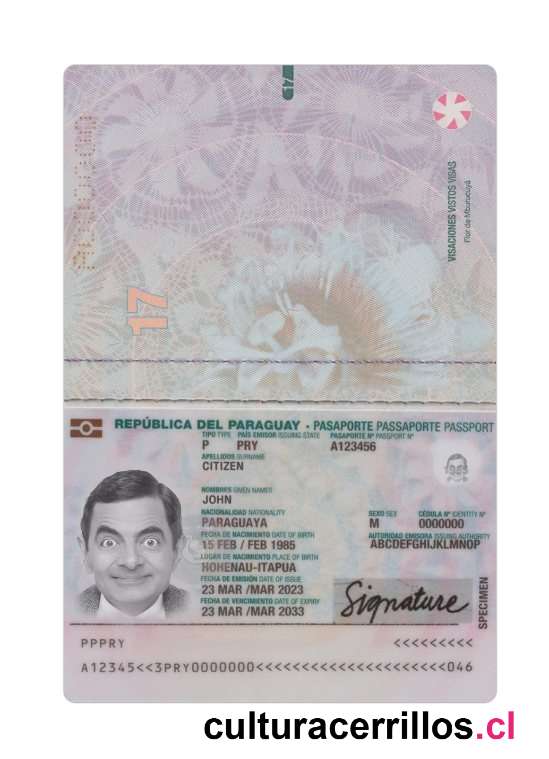 17
VISACIONES VISTOS VISAS
Flor de Mburucuyá
17
REPÚBLICA DEL PARAGUAY · PASAPORTE PASSAPORTE PASSPORT
TIPO TYPE PAÍS EMISOR ISSUING STATE PASAPORTE Nº PASSPORT Nº
P PRY A123456
APELLIDOS SURNAME
CITIZEN
NOMBRES GIVEN NAMES
JOHN
NACIONALIDAD NATIONALITY SEXO SEX CÉDULA Nº IDENTITY Nº
PARAGUAYA M 0000000
FECHA DE NACIMIENTO DATE OF BIRTH AUTORIDAD EMISORA ISSUING AUTHORITY
15 FEB / FEB 1985 ABCDEFGHIJKLMNOP
LUGAR DE NACIMIENTO PLACE OF BIRTH
HOHENAU-ITAPUA
FECHA DE EMISIÓN DATE OF ISSUE
23 MAR /MAR 2023
FECHA DE VENCIMIENTO DATE OF EXPIRY
23 MAR /MAR 2033
Signature
SPECIMEN
PPPRY <<<<<<<<<
A12345<<3PRY0000000<<<<<<<<<<<<<<<<<<<<<<046
culturacerrillos.cl